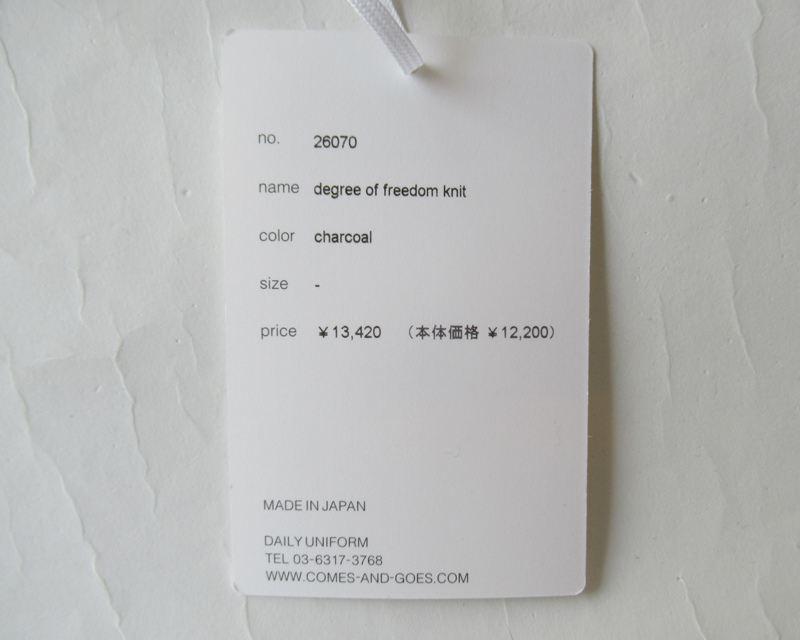 no. 26070
name degree of freedom knit
color charcoal
size -
price ￥13,420 （本体価格 ￥12,200）
MADE IN JAPAN
DAILY UNIFORM
TEL 03-6317-3768
WWW.COMES-AND-GOES.COM